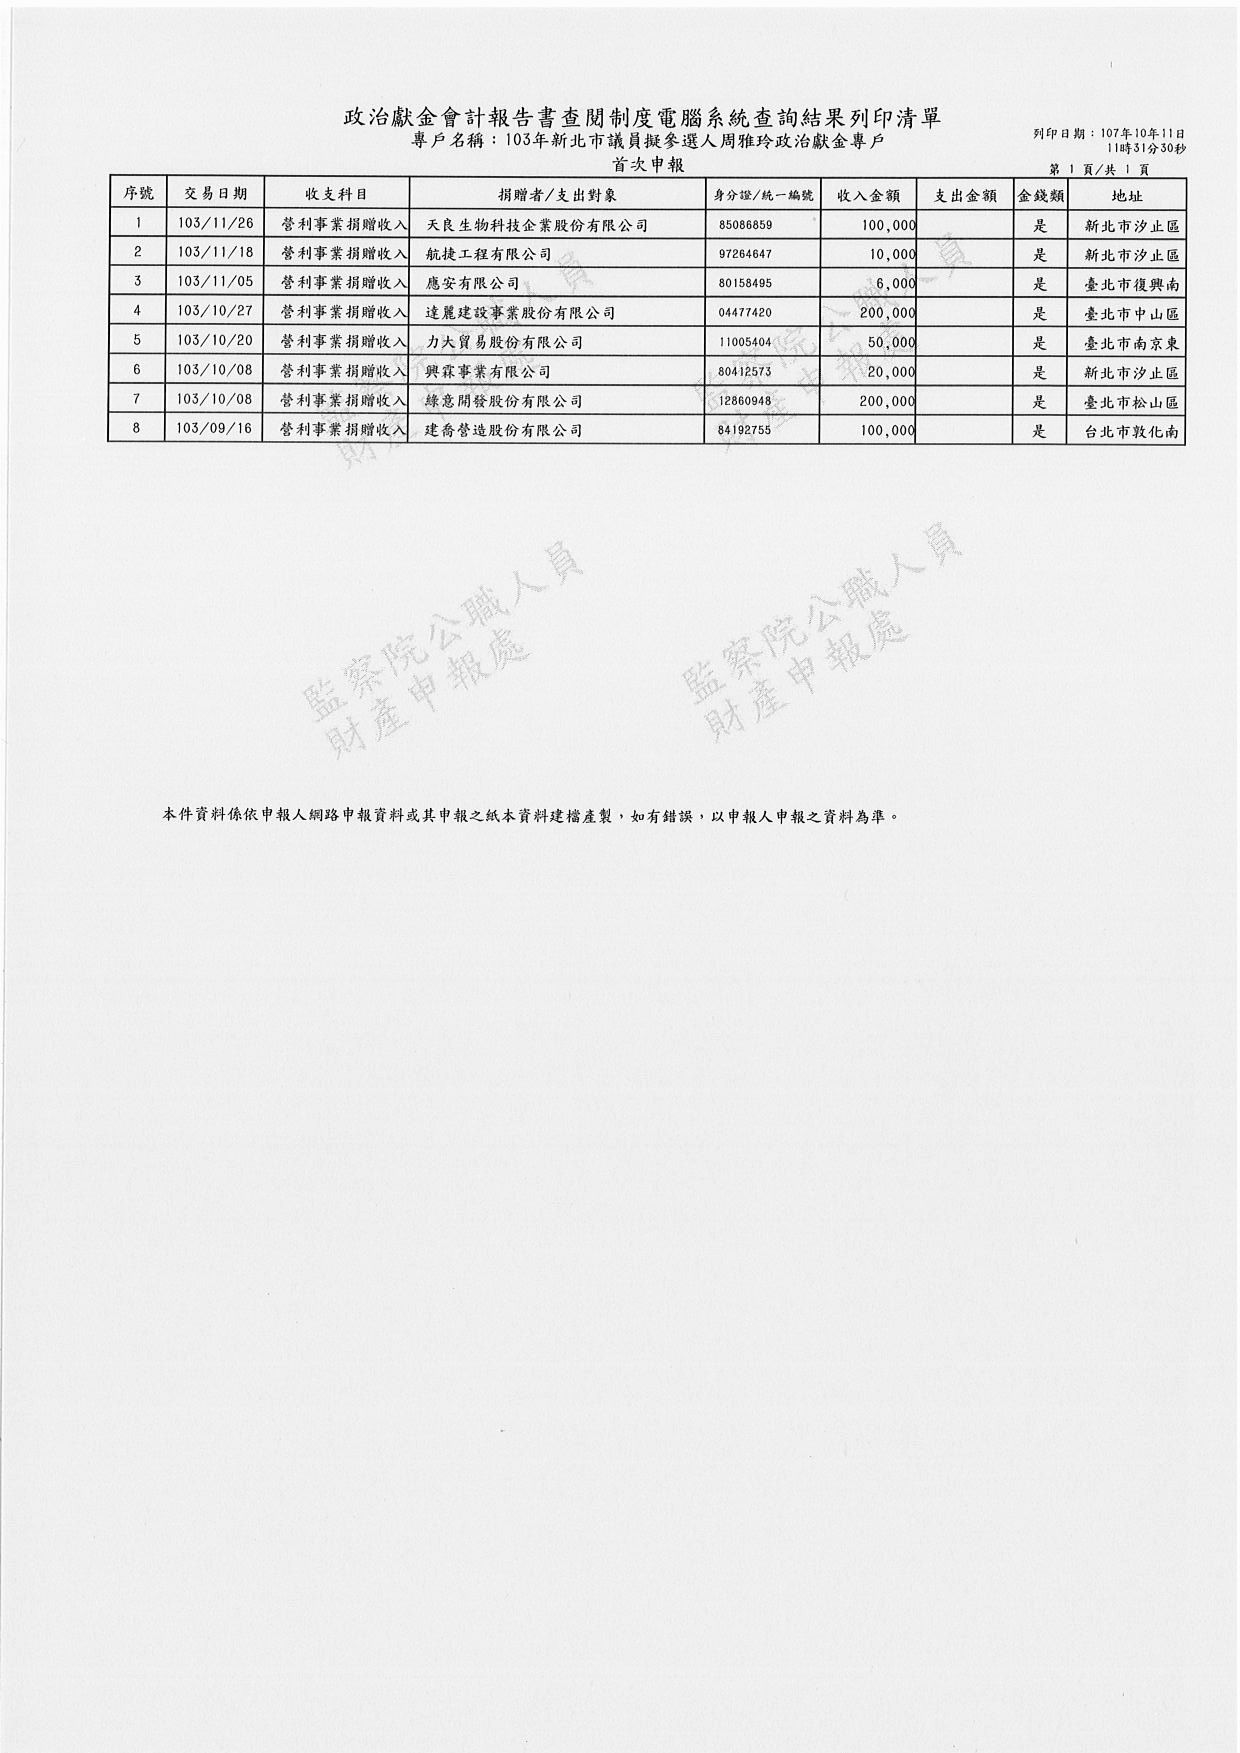 政治獻金會計報告書查閱制度電腦系統查詢結果列印清單
專戶名稱：103年新北市議員擬參選人周雅玲政治獻金專戶
列印日期：107年10年11日
11時31分30秒
首次申報
第 1 頁/共 1 頁
序號 交易日期 收支科目 捐贈者/支出對象 身分證/統一編號 收入金額 支出金額 金錢類 地址
1 103/11/26 營利事業捐贈收入 天良生物科技企業股份有限公司 85086859 100,000 是 新北市汐止區
2 103/11/18 營利事業捐贈收入 航捷工程有限公司 97264647 10,000 是 新北市汐止區
3 103/11/05 營利事業捐贈收入 應安有限公司 80158495 6,000 是 臺北市復興南
4 103/10/27 營利事業捐贈收入 達麗建設事業股份有限公司 04477420 200,000 是 臺北市中山區
5 103/10/20 營利事業捐贈收入 力大貿易股份有限公司 11005404 50,000 是 臺北市南京東
6 103/10/08 營利事業捐贈收入 興霖事業有限公司 80412573 20,000 是 新北市汐止區
7 103/10/08 營利事業捐贈收入 綠意開發股份有限公司 12860948 200,000 是 臺北市松山區
8 103/09/16 營利事業捐贈收入 建喬營造股份有限公司 84192755 100,000 是 台北市敦化南
監察院公職人員
財產申報處
監察院公職人員
財產申報處
監察院公職人員
財產申報處
監察院公職人員
財產申報處
本件資料係依申報人網路申報資料或其申報之紙本資料建檔產製，如有錯誤，以申報人申報之資料為準。